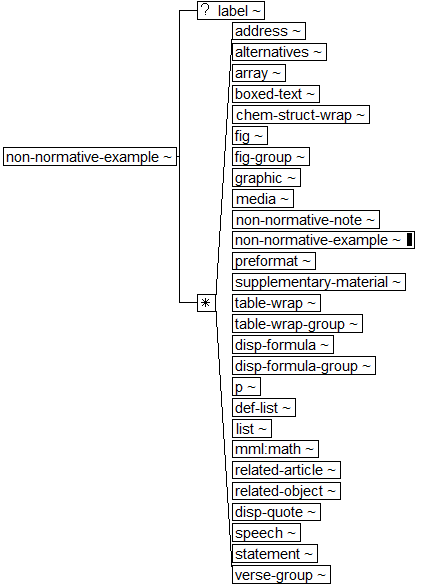 ? label ~
address ~
alternatives ~
array ~
boxed-text ~
chem-struct-wrap ~
fig ~
fig-group ~
non-normative-example ~
graphic ~
media ~
non-normative-note ~
non-normative-example ~
preformat ~
supplementary-material ~
* table-wrap ~
table-wrap-group ~
disp-formula ~
disp-formula-group ~
p ~
def-list ~
list ~
mml:math ~
related-article ~
related-object ~
disp-quote ~
speech ~
statement ~
verse-group ~